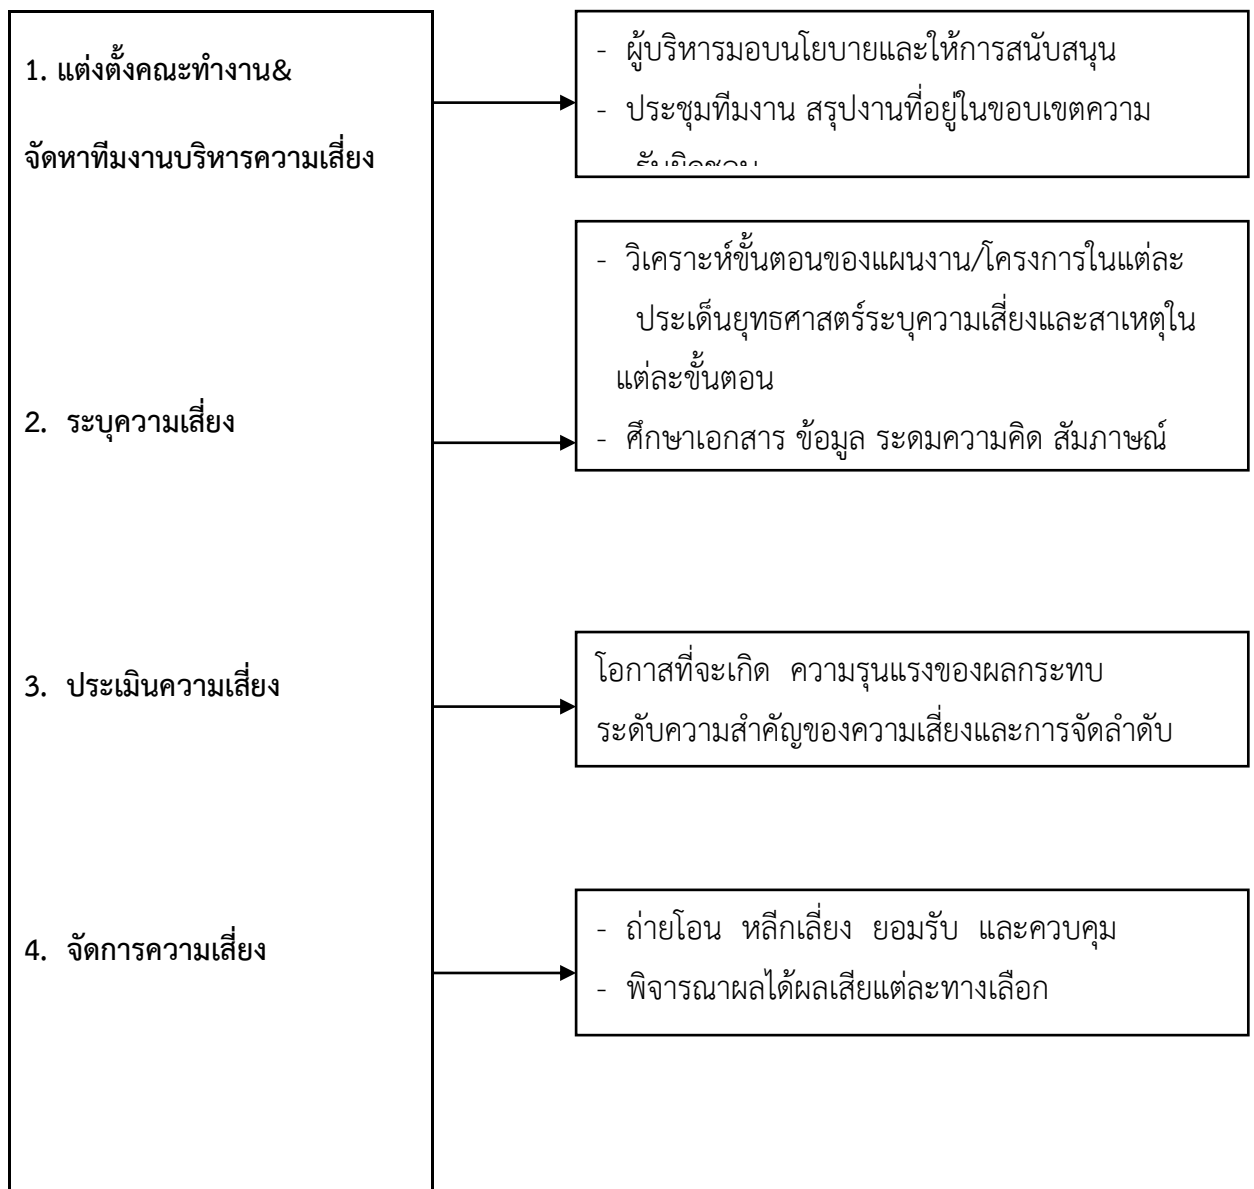 1. แต่งตั้งคณะทำงาน&
จัดหาทีมงานบริหารความเสี่ยง
- ผู้บริหารมอบนโยบายและให้การสนับสนุน
- ประชุมทีมงาน สรุปงานที่อยู่ในขอบเขตความ
2. ระบุความเสี่ยง
- วิเคราะห์ขั้นตอนของแผนงาน/โครงการในแต่ละ
ประเด็นยุทธศาสตร์ระบุความเสี่ยงและสาเหตุใน
แต่ละขั้นตอน
- ศึกษาเอกสาร ข้อมูล ระดมความคิด สัมภาษณ์
3. ประเมินความเสี่ยง
โอกาสที่จะเกิด ความรุนแรงของผลกระทบ
ระดับความสำคัญของความเสี่ยงและการจัดลำดับ
4. จัดการความเสี่ยง
- ถ่ายโอน หลีกเลี่ยง ยอมรับ และควบคุม
- พิจารณาผลได้ผลเสียแต่ละทางเลือก